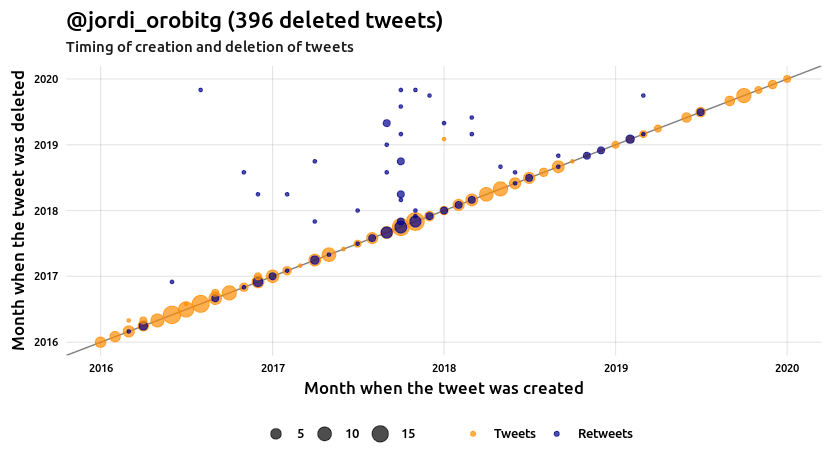 @jordi_orobitg (396 deleted tweets)
Timing of creation and deletion of tweets
Month when the tweet was deleted
2020
2019
2018
2017
2016
2016 2017 2018 2019 2020
Month when the tweet was created
5 10 15 Tweets Retweets